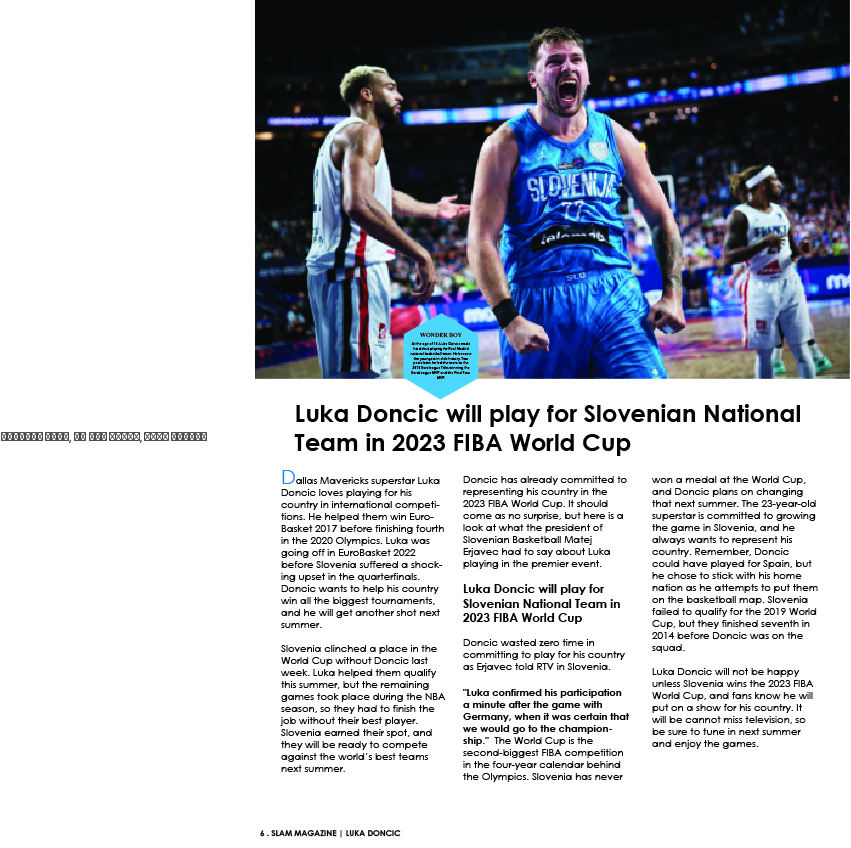 SLOVENIJA
77
telemach
SLO
FRANCE
WONDER BOY
Luka Doncic will play for Slovenian National
Team in 2023 FIBA World Cup
Dallas Mavericks superstar Luka
Doncic loves playing for his
country in international competi-
tions. He helped them win Euro-
Basket 2017 before finishing fourth
in the 2020 Olympics. Luka was
going off in EuroBasket 2022
before Slovenia suffered a shock-
ing upset in the quarterfinals.
Doncic wants to help his country
win all the biggest tournaments,
and he will get another shot next
summer.
Slovenia clinched a place in the
World Cup without Doncic last
week. Luka helped them qualify
this summer, but the remaining
games took place during the NBA
season, so they had to finish the
job without their best player.
Slovenia earned their spot, and
they will be ready to compete
against the world's best teams
next summer.
Doncic has already committed to
representing his country in the
2023 FIBA World Cup. It should
come as no surprise, but here is a
look at what the president of
Slovenian Basketball Matej
Erjavec had to say about Luka
playing in the premier event.
Luka Doncic will play for
Slovenian National Team in
2023 FIBA World Cup
Doncic wasted zero time in
committing to play for his country
as Erjavec told RTV in Slovenia.
"Luka confirmed his participation
a minute after the game with
Germany, when it was certain that
we would go to the champion-
ship." The World Cup is the
second-biggest FIBA competition
in the four-year calendar behind
the Olympics. Slovenia has never
won a medal at the World Cup,
and Doncic plans on changing
that next summer. The 23-year-old
superstar is committed to growing
the game in Slovenia, and he
always wants to represent his
country. Remember, Doncic
could have played for Spain, but
he chose to stick with his home
nation as he attempts to put them
on the basketball map. Slovenia
failed to qualify for the 2019 World
Cup, but they finished seventh in
2014 before Doncic was on the
squad.
Luka Doncic will not be happy
unless Slovenia wins the 2023 FIBA
World Cup, and fans know he will
put on a show for his country. It
will be cannot miss television, so
be sure to tune in next summer
and enjoy the games.
6 . SLAM MAGAZINE | LUKA DONCIC